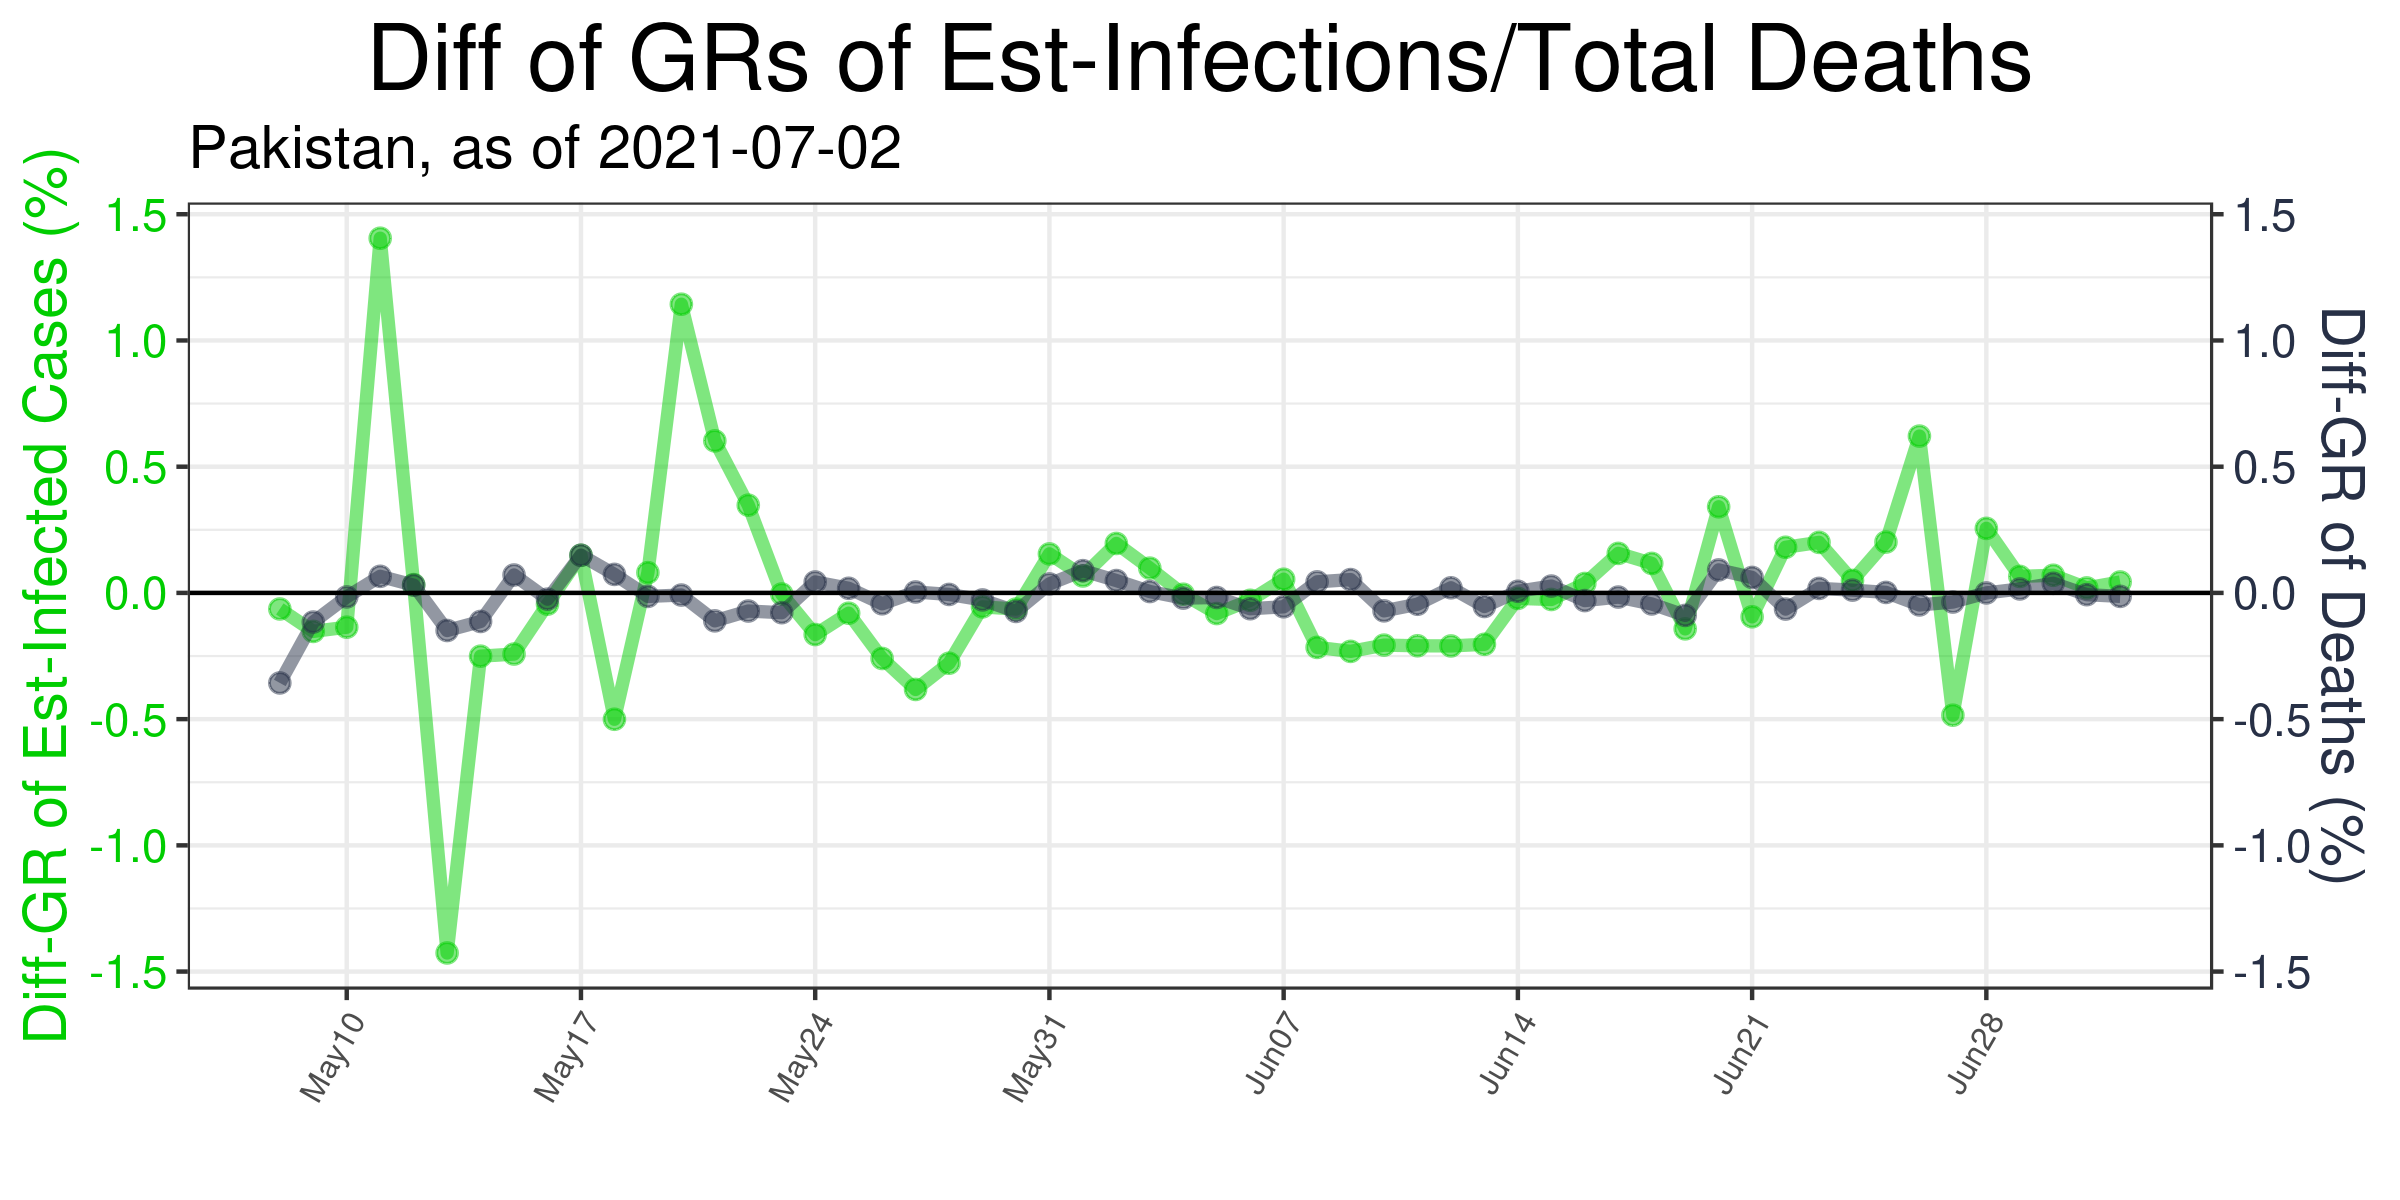 Diff of GRs of Est-Infections/Total Deaths
Pakistan, as of 2021-07-02
Diff-GR of Est-Infected Cases (%)
1.5
1.0
0.5
0.0
-0.5
-1.0
-1.5
1.5
1.0
0.5
0.0
-0.5
-1.0
-1.5
Diff-GR of Deaths (%)
May10
May17
May24
May31
Jun07
Jun14
Jun21
Jun28